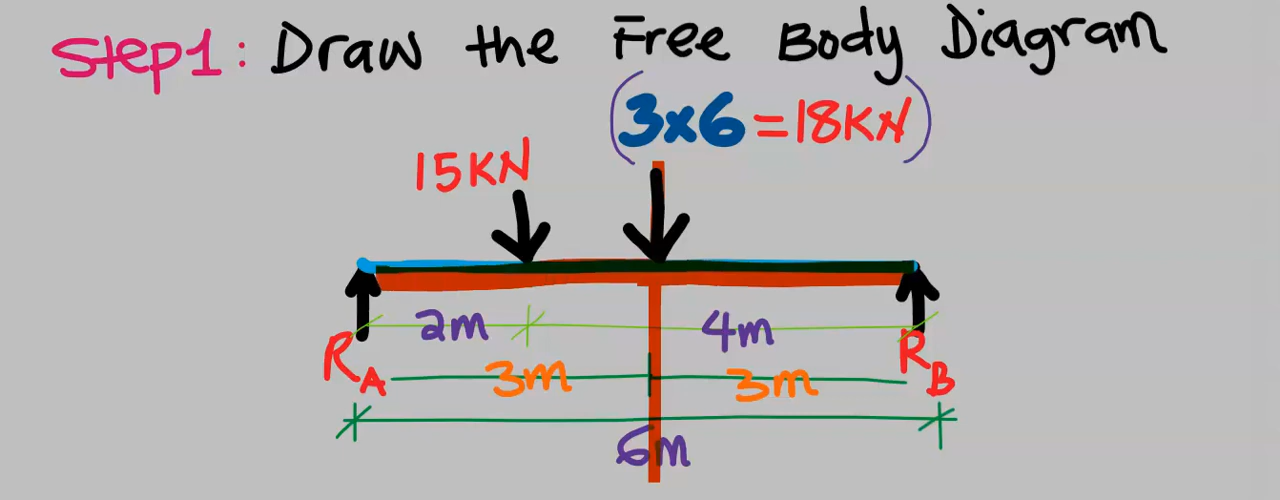 Step1: Draw the Free Body Diagram
(3x6=18KN)
15KN
2m 4m
RA RB
3m 3m
6m